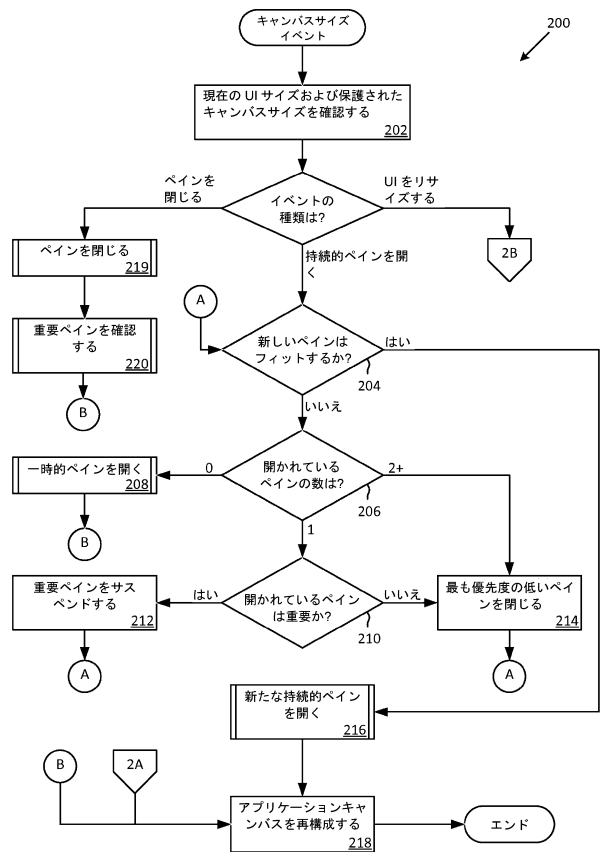 キャンバスサイズ
イベント
200
現在の UI サイズおよび保護された
キャンバスサイズを確認する
202
ペインを
閉じる
イベントの
種類は?
UI をリサ
イズする
ペインを閉じる
219
2B
持続的ペインを開
く
A
重要ペインを確認
する
220
新しいペインは
フィットするか?
はい
204
B
いいえ
一時的ペインを開く
208
0
開かれている
ペインの数は?
2+
206
B
1
重要ペインをサス
ペンドする
212
はい
開かれているペイン
は重要か?
いいえ
210
最も優先度の低いペイ
ンを閉じる
214
A
A
新たな持続的ペイン
を開く
216
B
2A
アプリケーションキャ
ンバスを再構成する
218
エンド